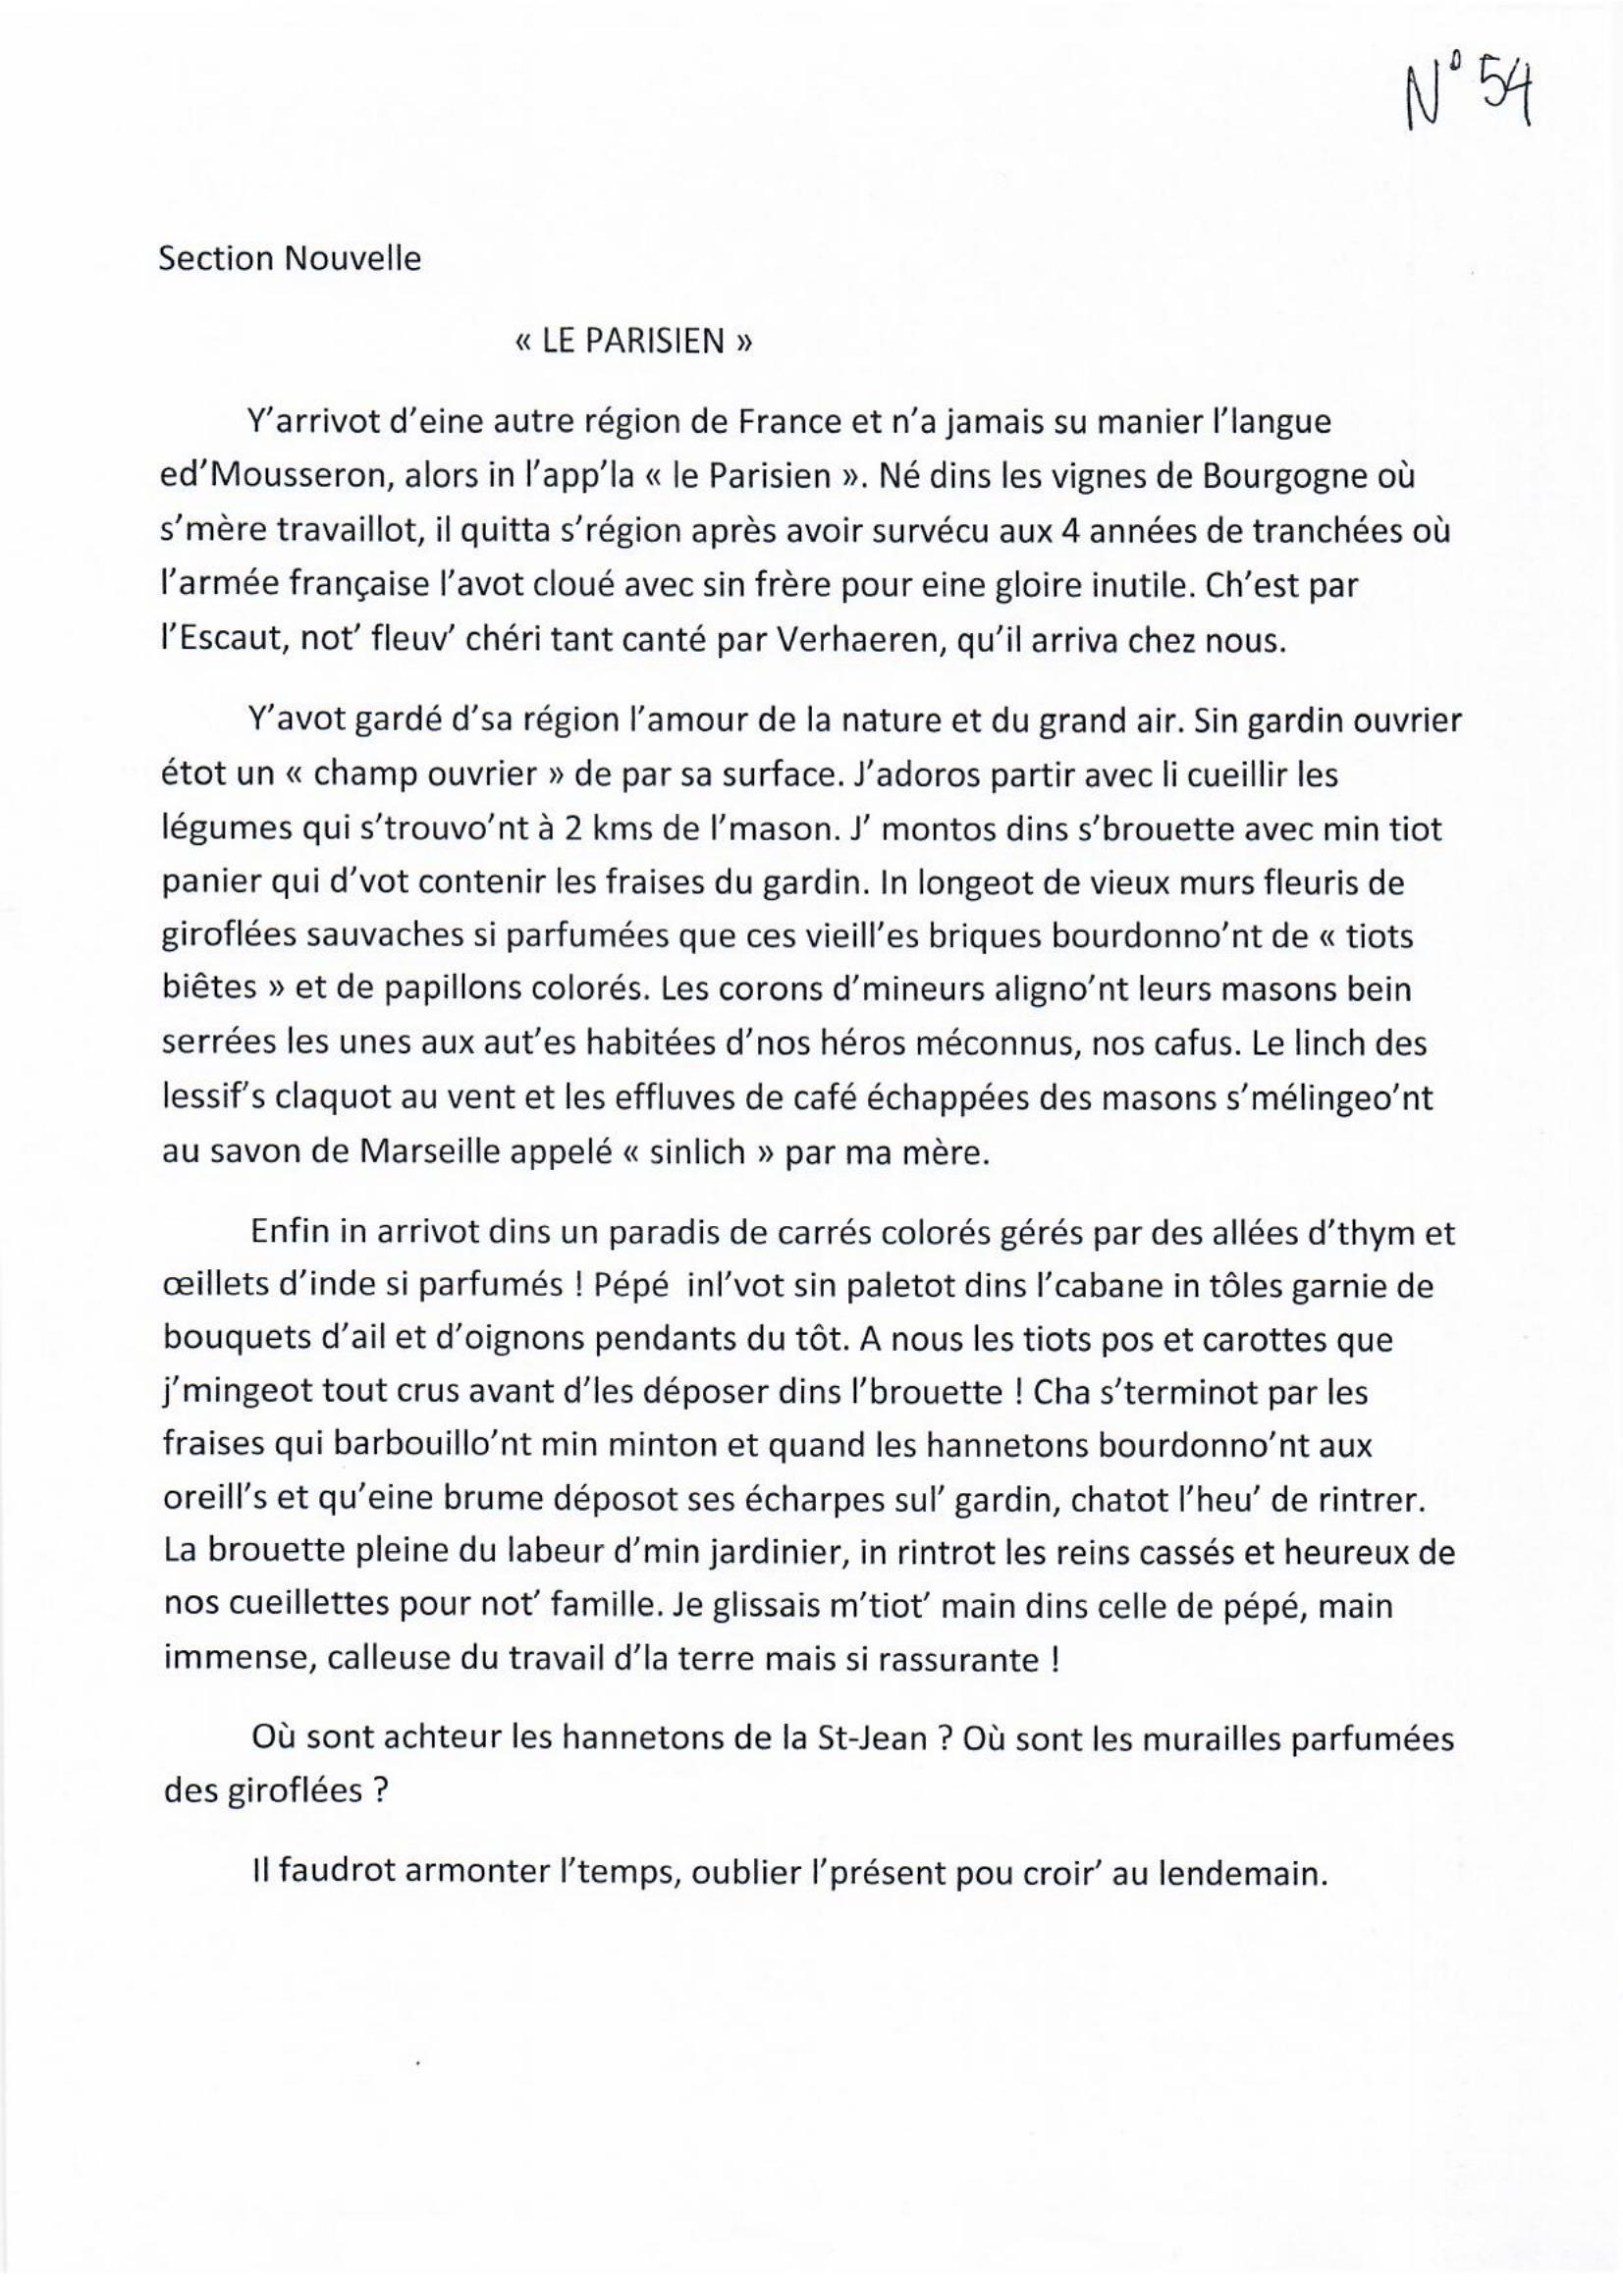 N° 54
Section Nouvelle
« LE PARISIEN »
Y'arrivot d'eine autre région de France et n'a jamais su manier l'langue
ed'Mousseron, alors in l'app'la « le Parisien ». Né dins les vignes de Bourgogne où
s'mère travaillot, il quitta s'région après avoir survécu aux 4 années de tranchées où
l'armée française l'avot cloué avec sin frère pour eine gloire inutile. Ch'est par
l'Escaut, not' fleuv' chéri tant canté par Verhaeren, qu'il arriva chez nous.
Y'avot gardé d'sa région l'amour de la nature et du grand air. Sin gardin ouvrier
étot un « champ ouvrier » de par sa surface. J'adoros partir avec li cueillir les
légumes qui s'trouvo'nt à 2 kms de l'mason. J' montos dins s'brouette avec min tiot
panier qui d'vot contenir les fraises du gardin. In longeot de vieux murs fleuris de
giroflées sauvaches si parfumées que ces vieill'es briques bourdonno'nt de « tiots
biêtes » et de papillons colorés. Les corons d'mineurs aligno'nt leurs masons bein
serrées les unes aux aut'es habitées d'nos héros méconnus, nos cafus. Le linch des
lessif's claquot au vent et les effluves de café échappées des masons s'mélingeo'nt
au savon de Marseille appelé « sinlich » par ma mère.
Enfin in arrivot dins un paradis de carrés colorés gérés par des allées d'thym et
œillets d'inde si parfumés ! Pépé inl'vot sin paletot dins l'cabane in tôles garnie de
bouquets d'ail et d'oignons pendants du tôt. A nous les tiots pos et carottes que
j'mingeot tout crus avant d'les déposer dins l'brouette ! Cha s'terminot par les
fraises qui barbouillo'nt min minton et quand les hannetons bourdonno'nt aux
oreill's et qu'eine brume déposot ses écharpes sul' gardin, chatot l'heu' de rintrer.
La brouette pleine du labeur d'min jardinier, in rintrot les reins cassés et heureux de
nos cueillettes pour not' famille. Je glissais m'tiot' main dins celle de pépé, main
immense, calleuse du travail d'la terre mais si rassurante !
Où sont achteur les hannetons de la St-Jean ? Où sont les murailles parfumées
des giroflées ?
Il faudrot armonter l'temps, oublier l'présent pou croir' au lendemain.